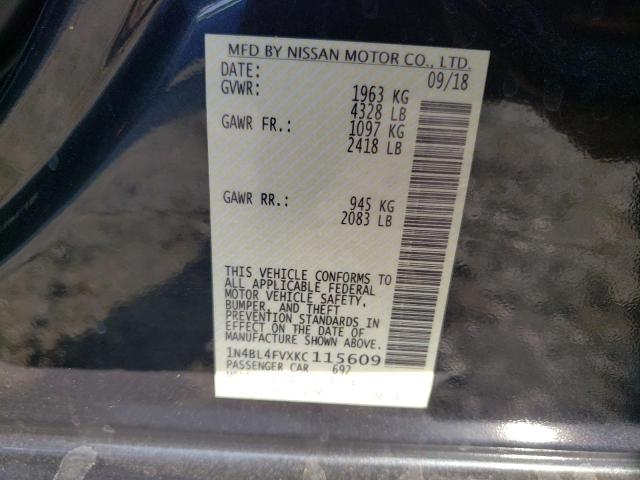 MFD BY NISSAN MOTOR CO., LTD.
DATE: 09/18
GVWR: 1963 KG
4328 LB
GAWR FR.: 1097 KG
2418 LB
GAWR RR.: 945 KG
2083 LB
THIS VEHICLE CONFORMS TO
ALL APPLICABLE FEDERAL
MOTOR VEHICLE SAFETY,
BUMPER, AND THEFT
PREVENTION STANDARDS IN
EFFECT ON THE DATE OF
MANUFACTURE SHOWN ABOVE.
1N4BL4FVXKC115609
PASSENGER CAR 692